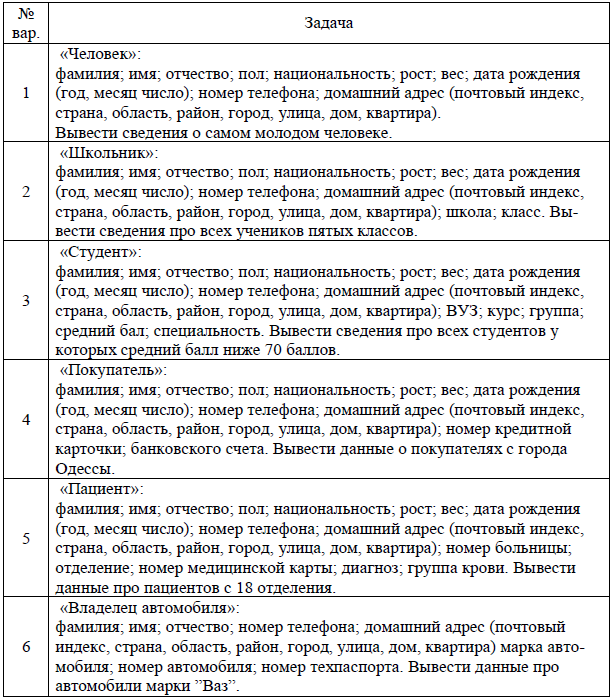 №
вар.
Задача
1
«Человек»:
фамилия; имя; отчество; пол; национальность; рост; вес; дата рождения
(год, месяц число); номер телефона; домашний адрес (почтовый индекс,
страна, область, район, город, улица, дом, квартира).
Вывести сведения о самом молодом человеке.
2
«Школьник»:
фамилия; имя; отчество; пол; национальность; рост; вес; дата рождения
(год, месяц число); номер телефона; домашний адрес (почтовый индекс,
страна, область, район, город, улица, дом, квартира); школа; класс. Вы-
вести сведения про всех учеников пятых классов.
3
«Студент»:
фамилия; имя; отчество; пол; национальность; рост; вес; дата рождения
(год, месяц число); номер телефона; домашний адрес (почтовый индекс,
страна, область, район, город, улица, дом, квартира); ВУЗ; курс; группа;
средний бал; специальность. Вывести сведения про всех студентов у
которых средний балл ниже 70 баллов.
4
«Покупатель»:
фамилия; имя; отчество; пол; национальность; рост; вес; дата рождения
(год, месяц число); номер телефона; домашний адрес (почтовый индекс,
страна, область, район, город, улица, дом, квартира); номер кредитной
карточки; банковского счета. Вывести данные о покупателях с города
Одессы.
5
«Пациент»:
фамилия; имя; отчество; пол; национальность; рост; вес; дата рождения
(год, месяц число); номер телефона; домашний адрес (почтовый индекс,
страна, область, район, город, улица, дом, квартира); номер больницы;
отделение; номер медицинской карты; диагноз; группа крови. Вывести
данные про пациентов с 18 отделения.
6
«Владелец автомобиля»:
фамилия; имя; отчество; номер телефона; домашний адрес (почтовый
индекс, страна, область, район, город, улица, дом, квартира) марка авто-
мобиля; номер автомобиля; номер техпаспорта. Вывести данные про
автомобили марки ”Ваз”.